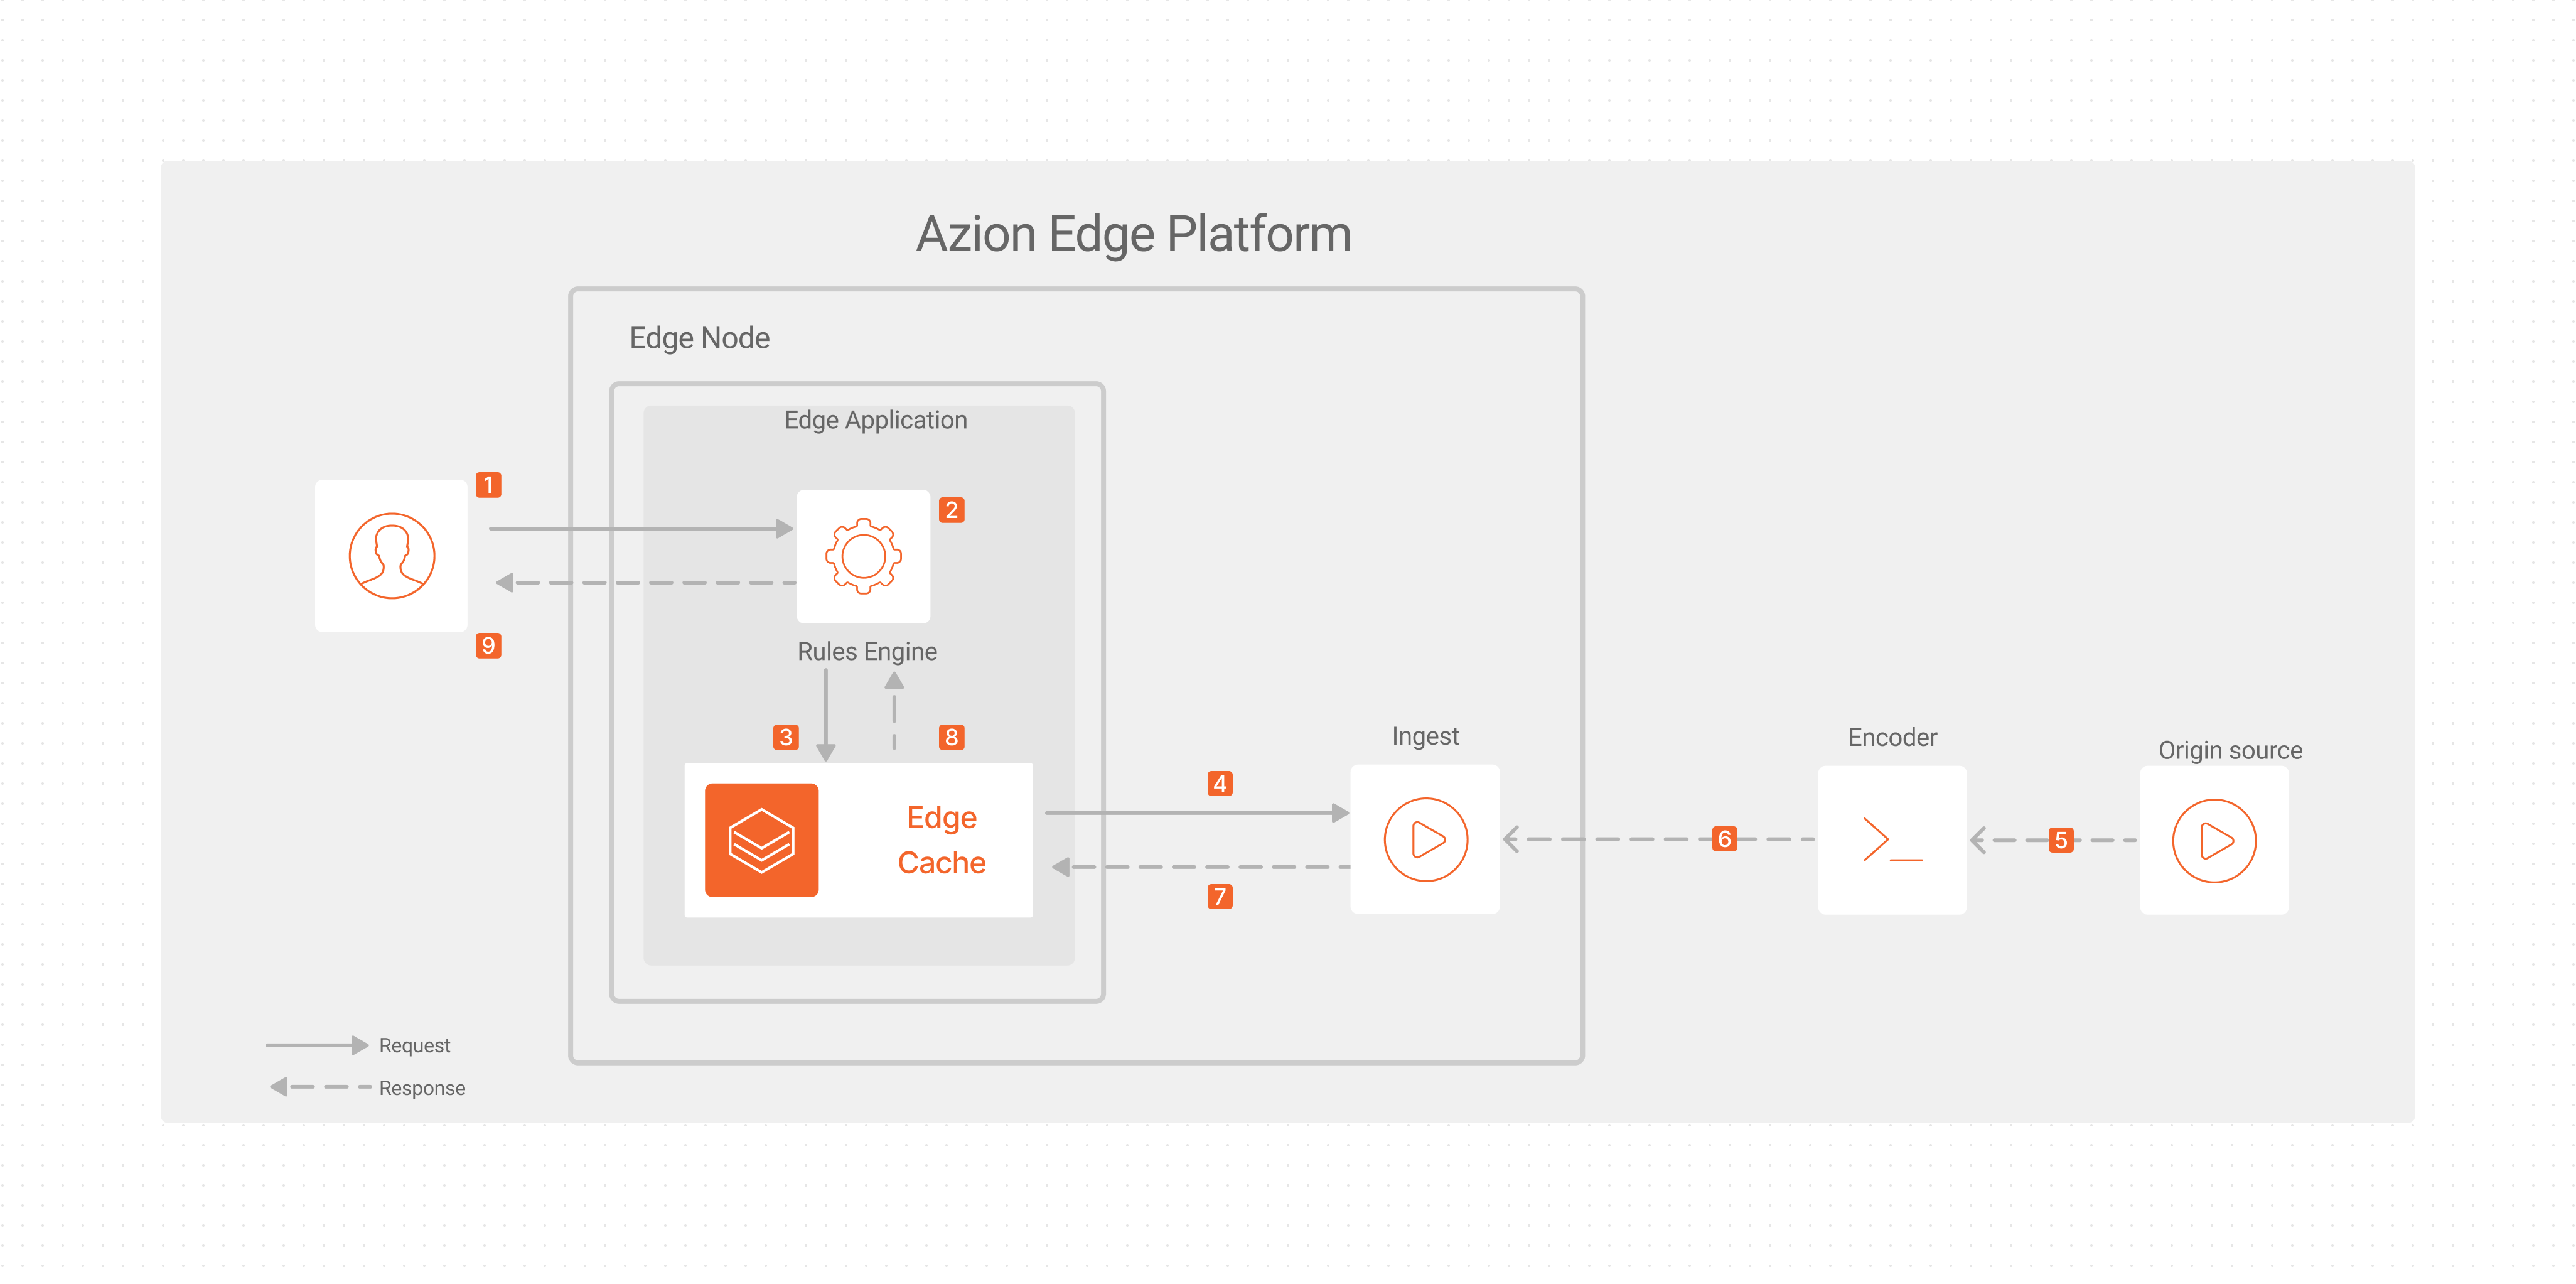 Azion Edge Platform
Edge Node
Edge Application
1
2
9
Rules Engine
3
8
Edge
Cache
4
7
Ingest
6
Encoder
5
Origin source
Request
Response